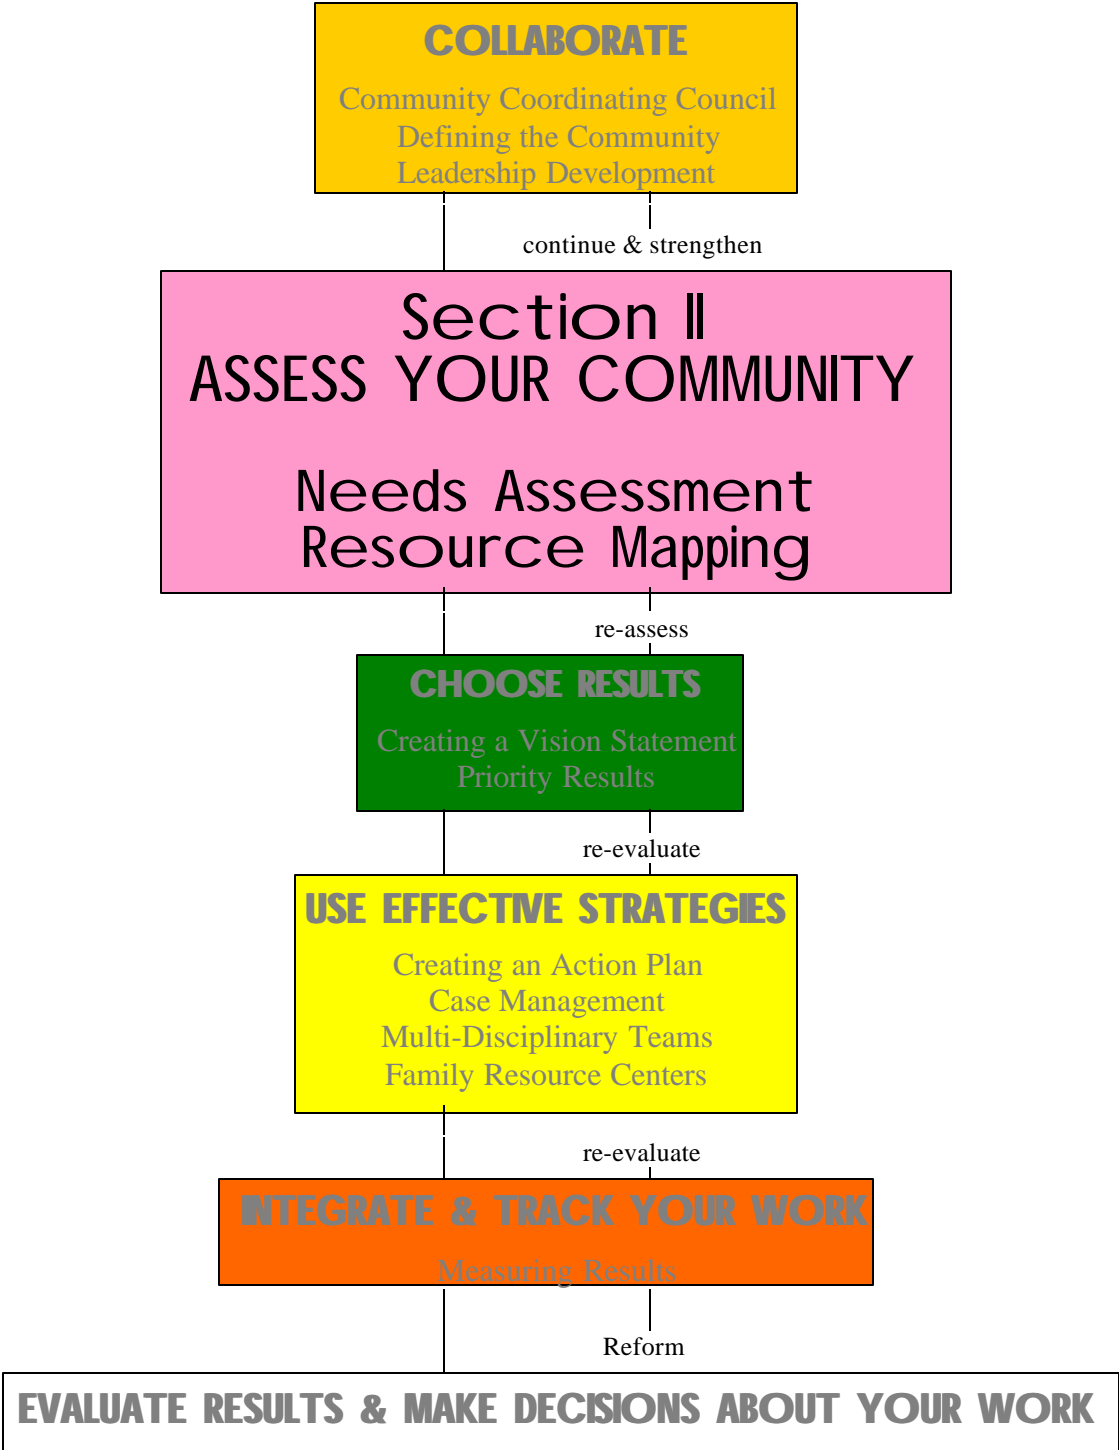 COLLABORATE
Community Coordinating Council
Defining the Community
Leadership Development
continue & strengthen
Section II
ASSESS YOUR COMMUNITY
Needs Assessment
Resource Mapping
re-assess
CHOOSE RESULTS
Creating a Vision Statement
Priority Results
re-evaluate
USE EFFECTIVE STRATEGIES
Creating an Action Plan
Case Management
Multi-Disciplinary Teams
Family Resource Centers
re-evaluate
INTEGRATE & TRACK YOUR WORK
Measuring Results
Reform
EVALUATE RESULTS & MAKE DECISIONS ABOUT YOUR WORK